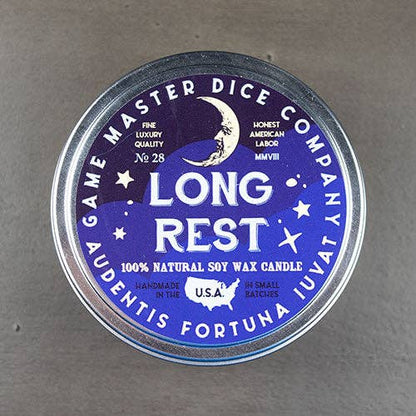 GAME MASTER DICE COMPANY
FINE
LUXURY
QUALITY
№ 28
HONEST
AMERICAN
LABOR
MMVIII
LONG
REST
100% NATURAL SOY WAX CANDLE
HANDMADE
IN THE
U.S.A.
IN SMALL
BATCHES
AUDENTIS FORTUNA IUVAT